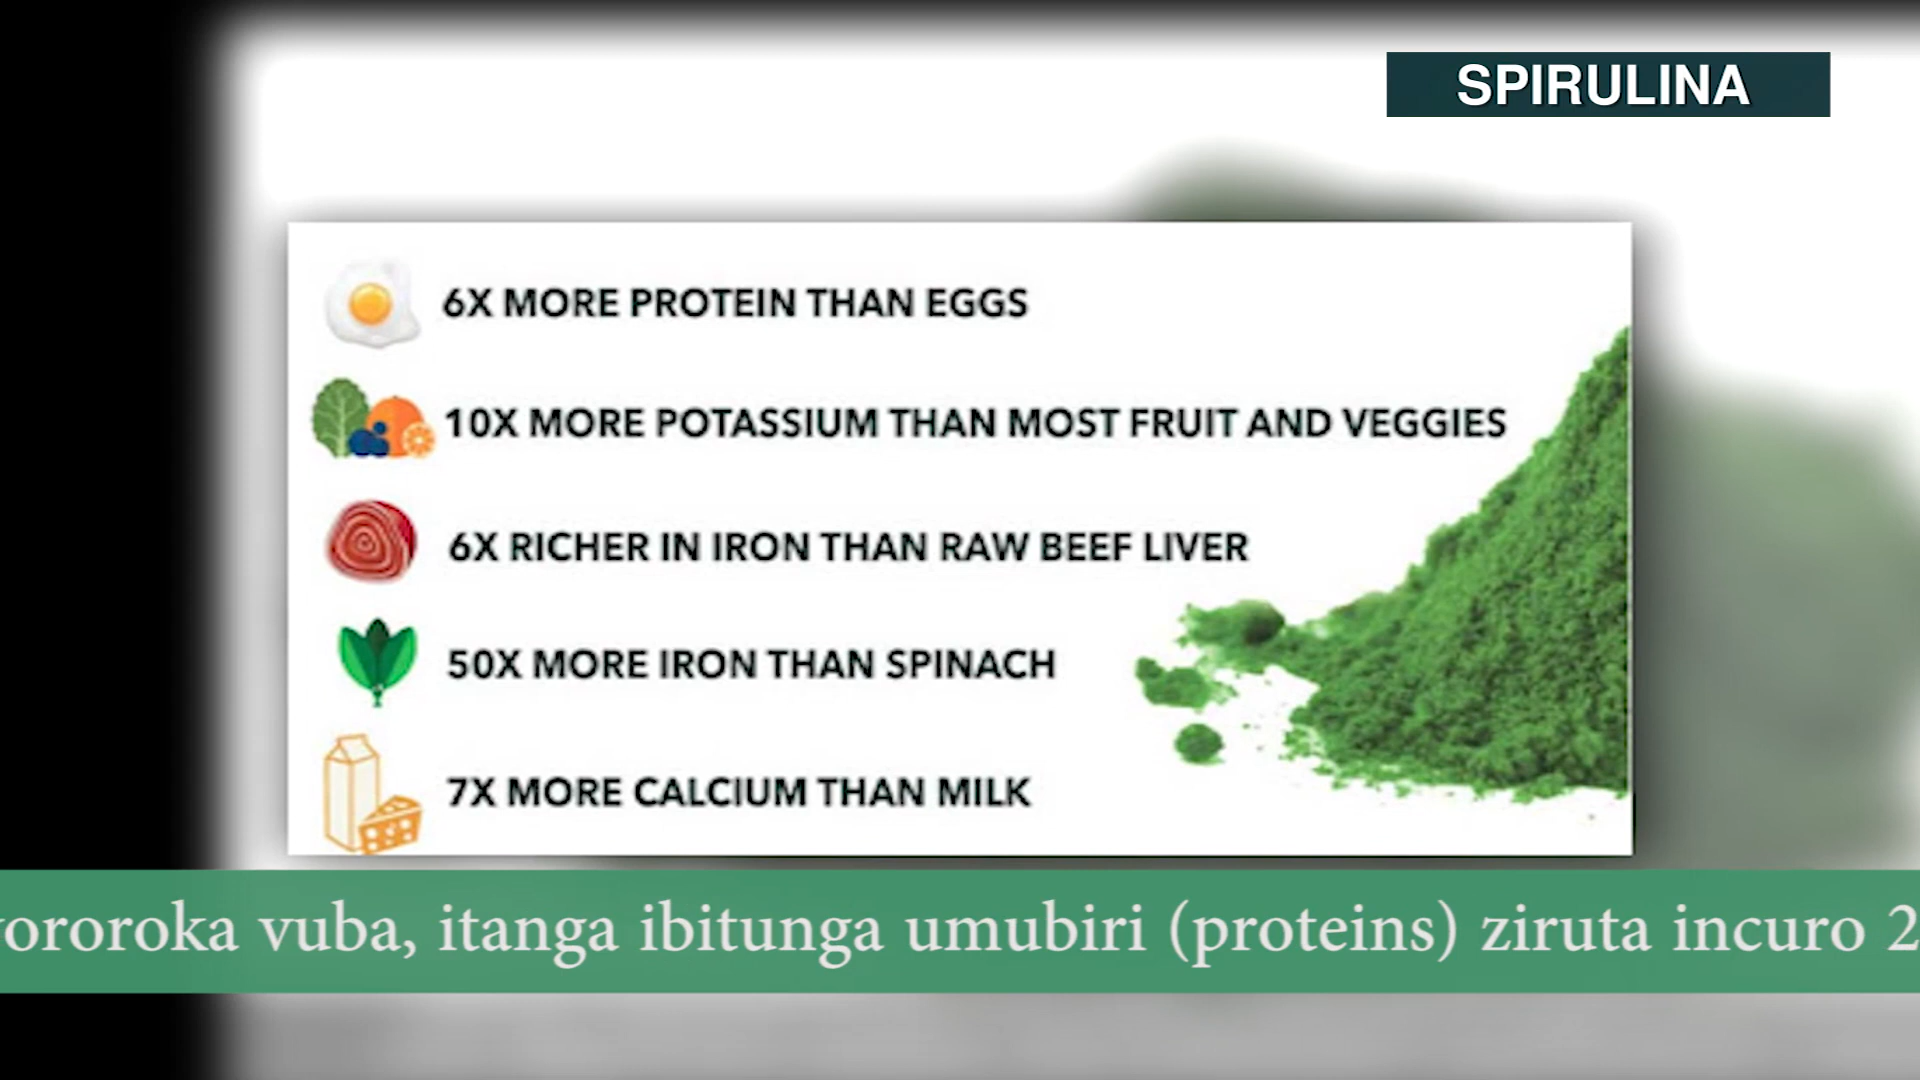 SPIRULINA
6X MORE PROTEIN THAN EGGS
10X MORE POTASSIUM THAN MOST FRUIT AND VEGGIES
6X RICHER IN IRON THAN RAW BEEF LIVER
50X MORE IRON THAN SPINACH
7X MORE CALCIUM THAN MILK
vuba, itanga ibitunga umubiri (proteins) ziruta incuro